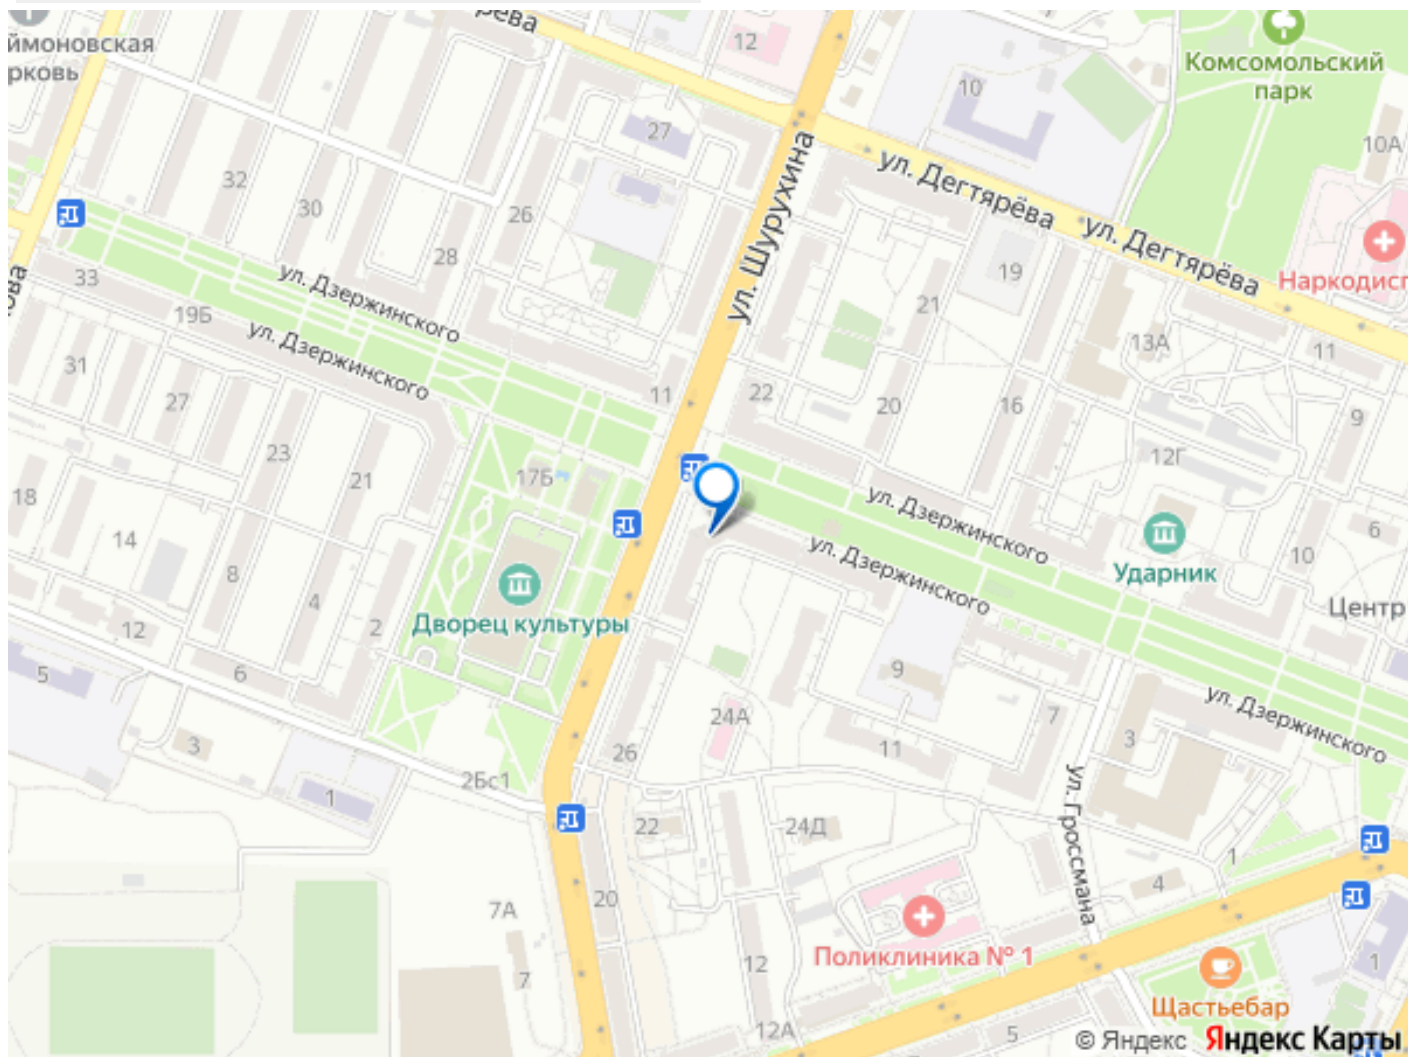 рёва
ймоновская
рковь
12
Комсомольский
парк
10
27
10А
ул. Дегтярёва
ул. Дегтярёва
ул. Шурухина
32
30
26
28
19
Наркодисп
33
19Б
ова
ул. Дзержинского
ул. Дзержинского
21
13А
11
31
27
11
22
20
16
9
23
21
17Б
12Г
18
14
8
4
2
ул. Дзержинского
ул. Дзержинского
6
10
Ударник
Центр
Дворец культуры
12
6
5
3
1
9
24А
7
11
3
ул. Дзержинского
26
2Бс1
22
24Д
ул. Гроссмана
1
4
20
7А
7
12
Поликлиника № 1
12А
5
1
Щастьебар
© Яндекс Яндекс Карты